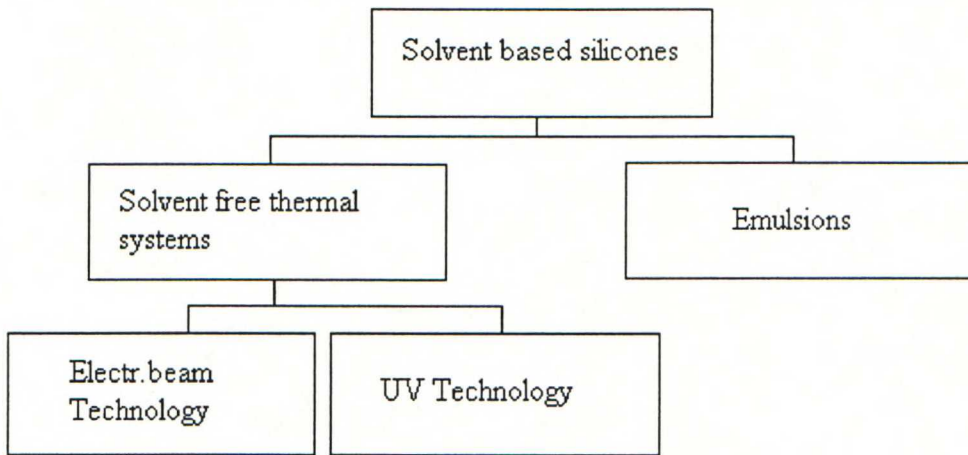 Solvent based silicones
Solvent free thermal
systems
Emulsions
Electr.beam
Technology
UV Technology